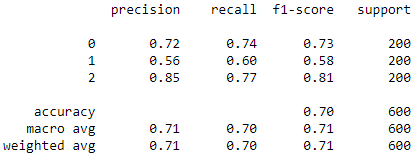 precision recall f1-score support
0 0.72 0.74 0.73 200
1 0.56 0.60 0.58 200
2 0.85 0.77 0.81 200
accuracy 0.70 600
macro avg 0.71 0.70 0.71 600
weighted avg 0.71 0.70 0.71 600